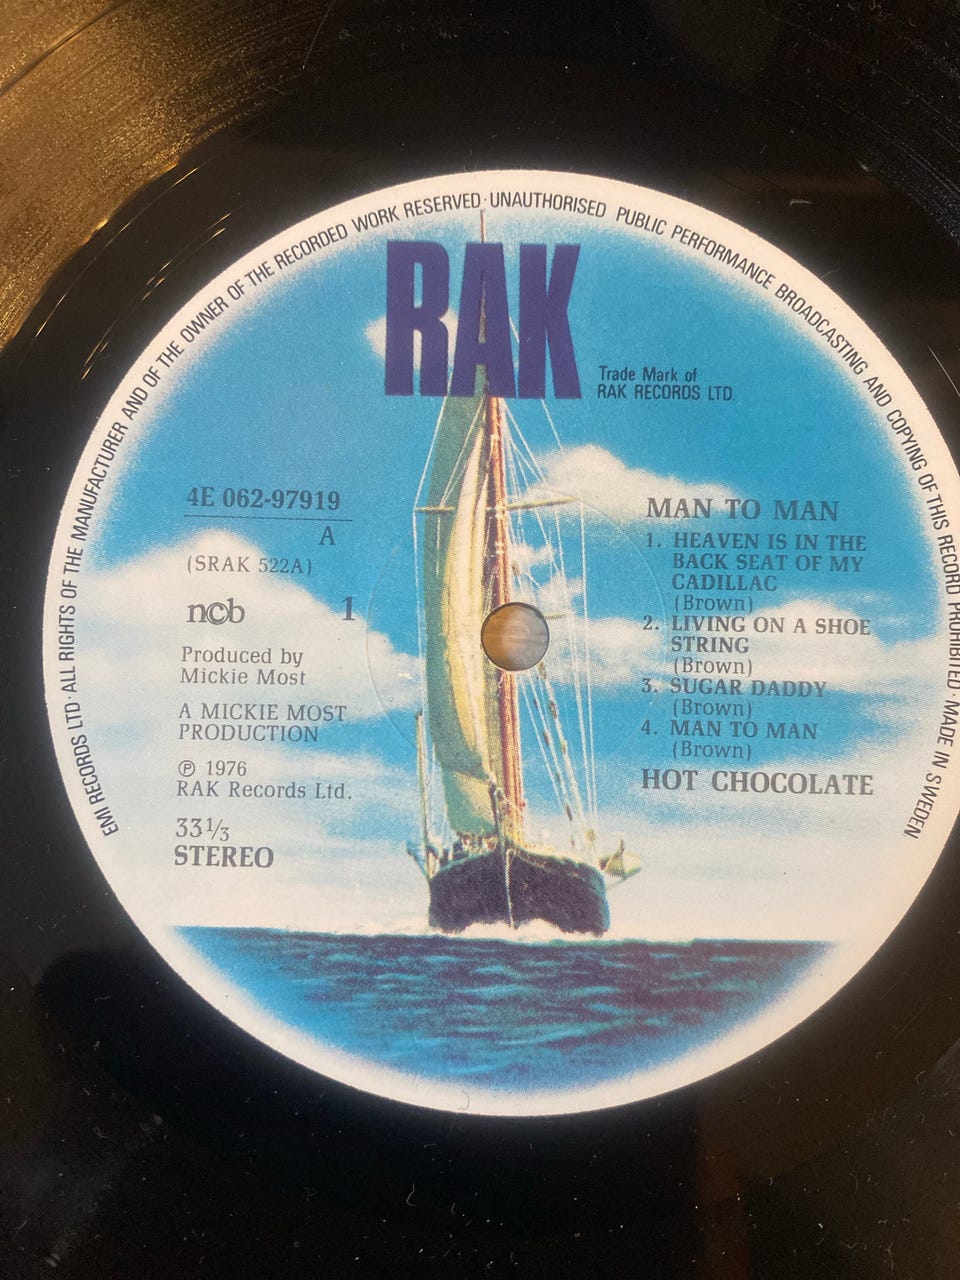 EMI RECORDS LTD · ALL RIGHTS OF THE MANUFACTURER AND OF THE OWNER OF THE RECORDED WORK RESERVED · UNAUTHORISED PUBLIC PERFORMANCE BROADCASTING AND COPYING OF THIS RECORD PROHIBITED · MADE IN SWEDEN
RAK
Trade Mark of
RAK RECORDS LTD.
4E 062-97919
A
(SRAK 522A)
ncb 1
Produced by
Mickie Most
A MICKIE MOST
PRODUCTION
℗ 1976
RAK Records Ltd.
33⅓
STEREO
MAN TO MAN
1. HEAVEN IS IN THE
BACK SEAT OF MY
CADILLAC
(Brown)
2. LIVING ON A SHOE
STRING
(Brown)
3. SUGAR DADDY
(Brown)
4. MAN TO MAN
(Brown)
HOT CHOCOLATE